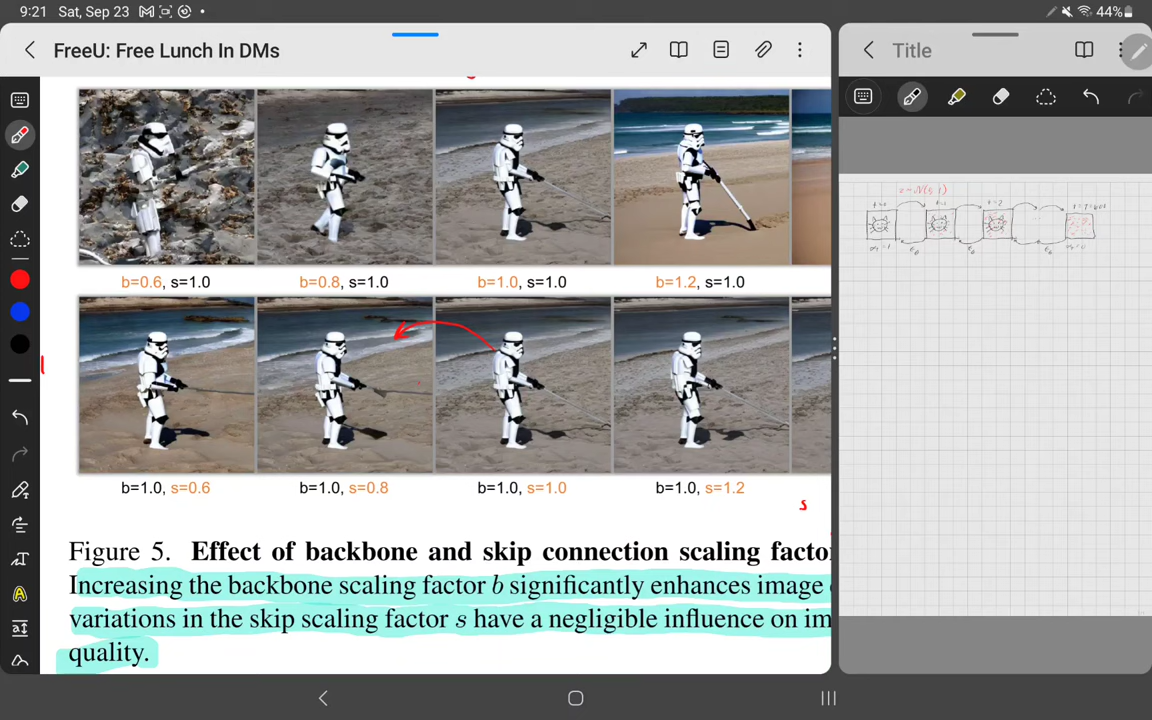 9:21 Sat, Sep 23
44%
FreeU: Free Lunch In DMs
Title
b=0.6, s=1.0
b=0.8, s=1.0
b=1.0, s=1.0
b=1.2, s=1.0
b=1.0, s=0.6
b=1.0, s=0.8
b=1.0, s=1.0
b=1.0, s=1.2
s
Figure 5. Effect of backbone and skip connection scaling factor
Increasing the backbone scaling factor b significantly enhances image
variations in the skip scaling factor s have a negligible influence on im
quality.
t=2